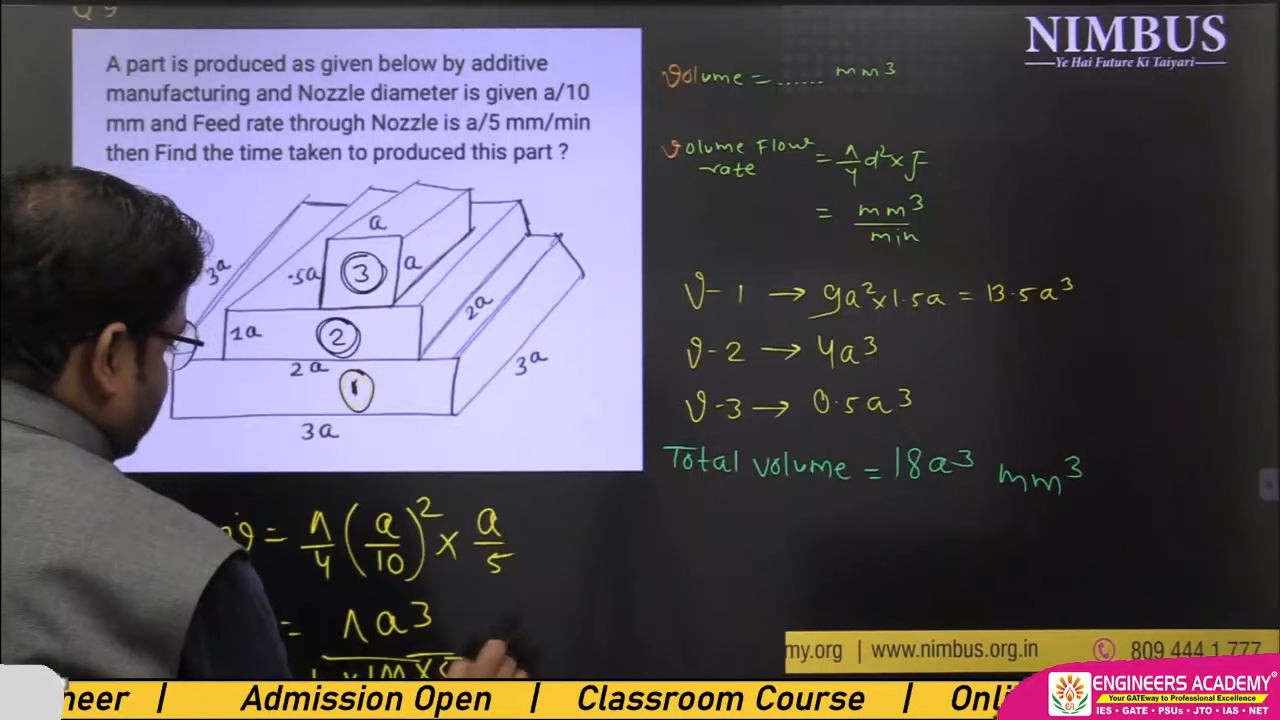 Q 9
NIMBUS
Ye Hai Future Ki Taiyari
A part is produced as given below by additive
manufacturing and Nozzle diameter is given a/10
mm and Feed rate through Nozzle is a/5 mm/min
then Find the time taken to produced this part ?
Volume = ...... mm³
Volume Flow rate = π/4 d² × F
= mm³/min
V-1 → 9a² × 1.5a = 13.5a³
V-2 → 4a³
V-3 → 0.5a³
Total volume = 18a³ mm³
a
3a
.5a
3
a
1a
2
2a
2a
1
3a
3a
= π/4 (a/10)² × a/5
= πa³
my.org | www.nimbus.org.in 809 444 1 777
neer | Admission Open | Classroom Course | Onli
ENGINEERS ACADEMY
Your GATEway to Professional Excellence
IES • GATE • PSUs • JTO • IAS • NET